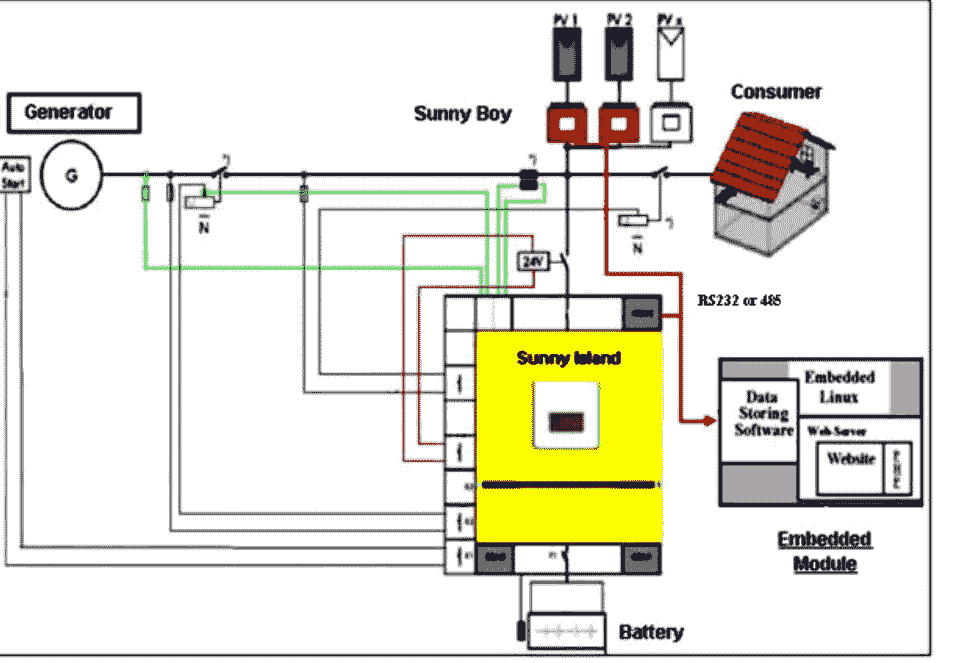 PV 1
PV 2
PV x
Consumer
Generator
Sunny Boy
Auto
Start
G
N
N
24V
RS232 or 485
Sunny Island
Embedded
Linux
Data
Storing
Software
Web Server
Website
Embedded
Module
Battery